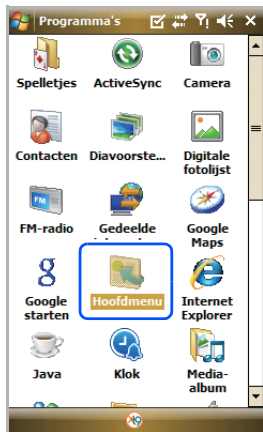 Programma's
Spelletjes ActiveSync Camera
Contacten Diavoorste... Digitale
fotolijst
FM
FM-radio Gedeelde Google
Maps
Google Hoofdmenu Internet
starten Explorer
Java Klok Media-
album